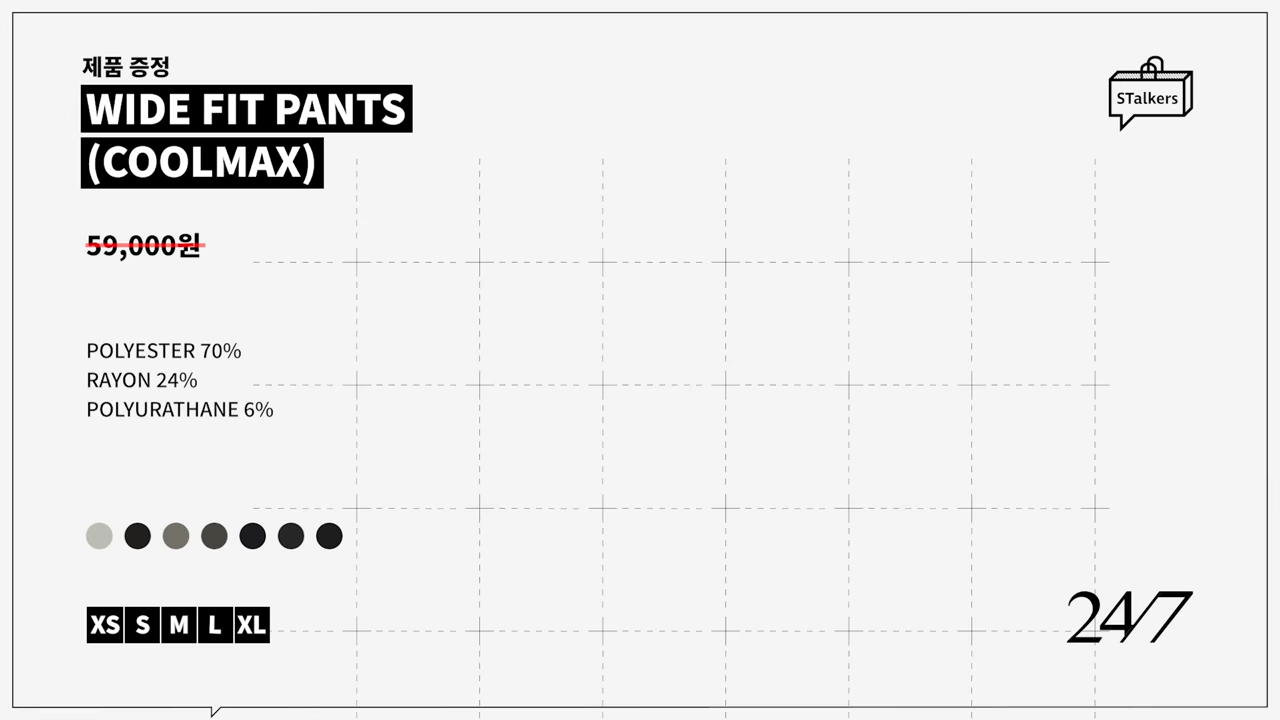 제품 증정
WIDE FIT PANTS
(COOLMAX)
STalkers
59,000원
POLYESTER 70%
RAYON 24%
POLYURATHANE 6%
XS S M L XL
24/7